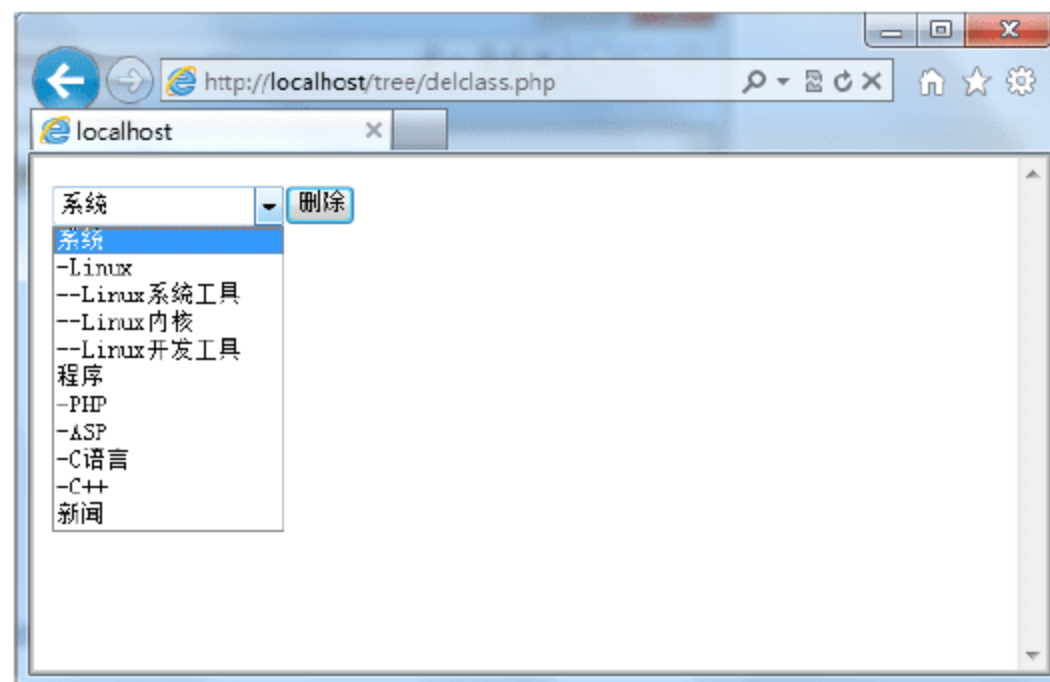 http://localhost/tree/delclass.php
localhost
系统 删除
系统
-Linux
--Linux系统工具
--Linux内核
--Linux开发工具
程序
-PHP
-ASP
-C语言
-C++
新闻